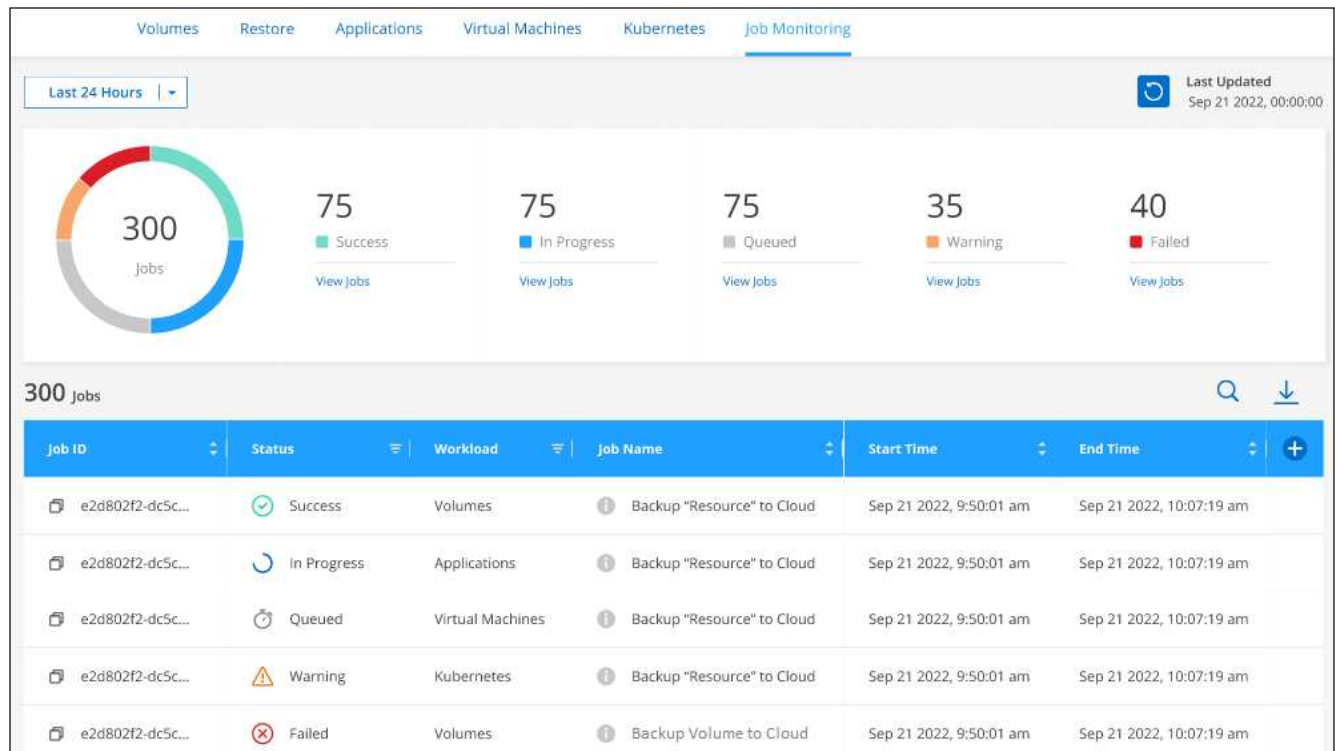 Volumes Restore Applications Virtual Machines Kubernetes Job Monitoring
Last 24 Hours
Last Updated
Sep 21 2022, 00:00:00
300
Jobs
75 75 75 35 40
Success In Progress Queued Warning Failed
View Jobs View Jobs View Jobs View Jobs View Jobs
300 Jobs
Job ID Status Workload Job Name Start Time End Time
e2d802f2-dc5c... Success Volumes Backup "Resource" to Cloud Sep 21 2022, 9:50:01 am Sep 21 2022, 10:07:19 am
e2d802f2-dc5c... In Progress Applications Backup "Resource" to Cloud Sep 21 2022, 9:50:01 am Sep 21 2022, 10:07:19 am
e2d802f2-dc5c... Queued Virtual Machines Backup "Resource" to Cloud Sep 21 2022, 9:50:01 am Sep 21 2022, 10:07:19 am
e2d802f2-dc5c... Warning Kubernetes Backup "Resource" to Cloud Sep 21 2022, 9:50:01 am Sep 21 2022, 10:07:19 am
e2d802f2-dc5c... Failed Volumes Backup Volume to Cloud Sep 21 2022, 9:50:01 am Sep 21 2022, 10:07:19 am